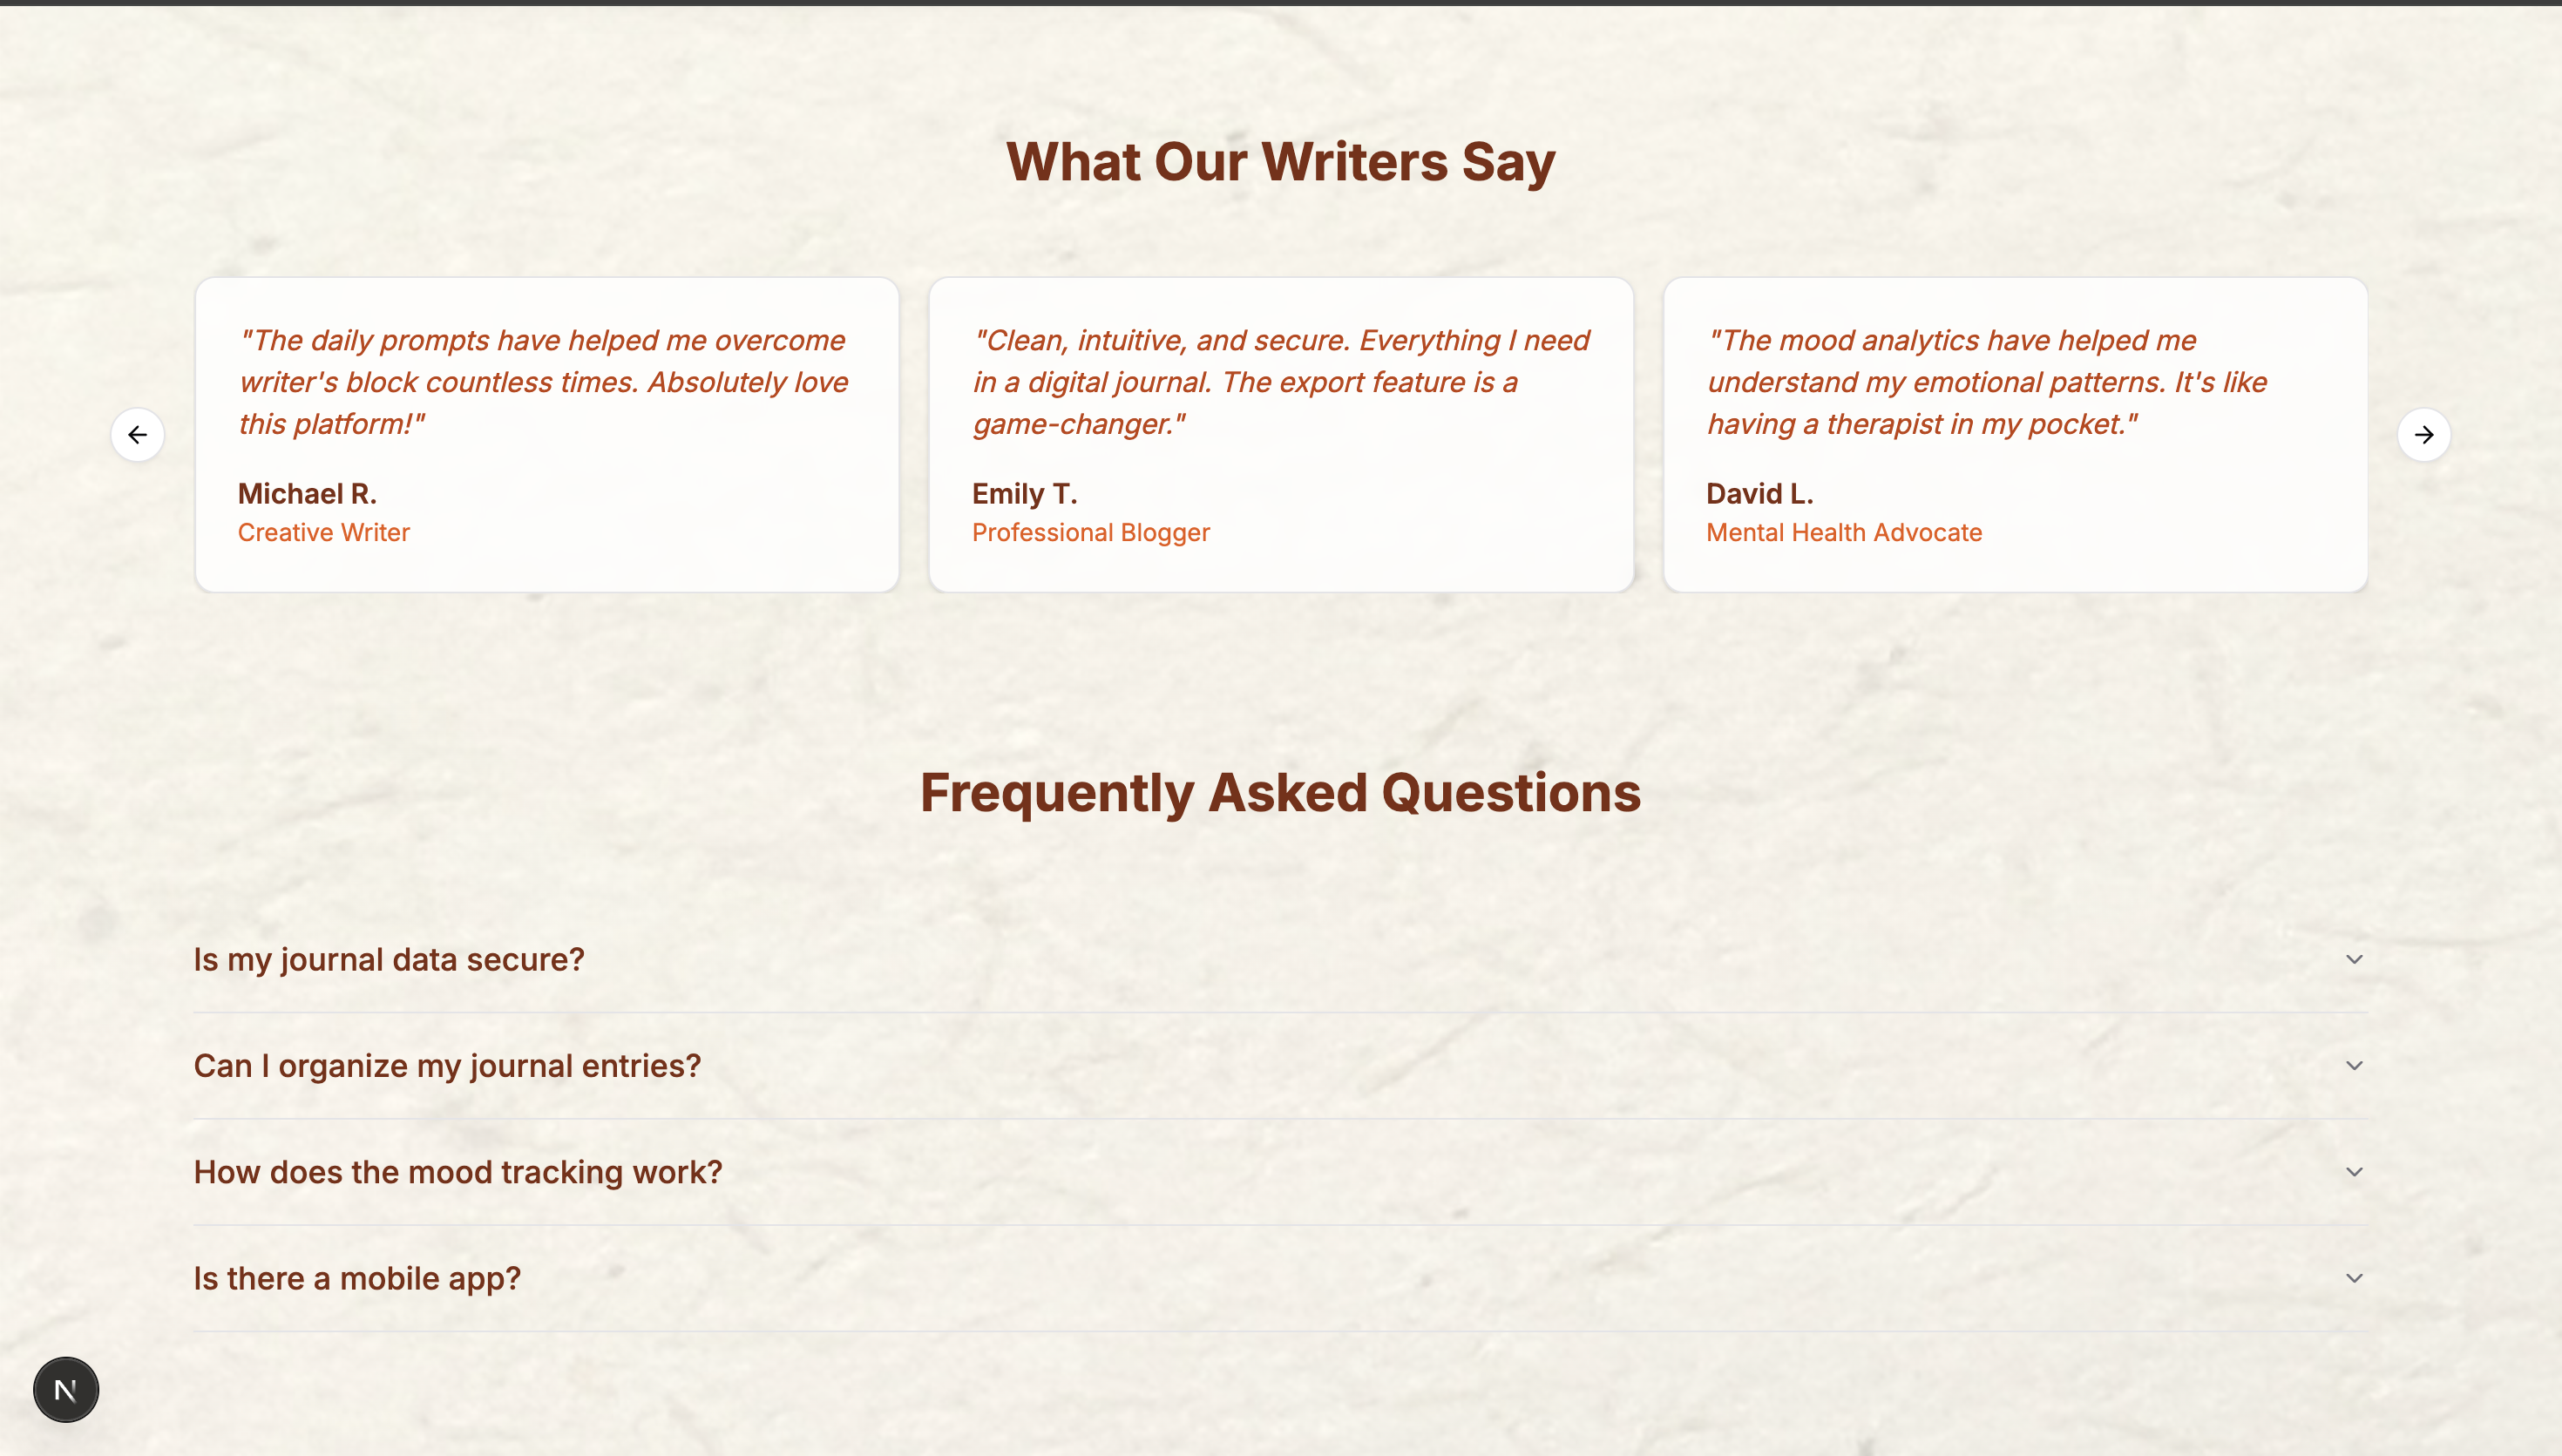 What Our Writers Say
"The daily prompts have helped me overcome
writer's block countless times. Absolutely love
this platform!"
Michael R.
Creative Writer
"Clean, intuitive, and secure. Everything I need
in a digital journal. The export feature is a
game-changer."
Emily T.
Professional Blogger
"The mood analytics have helped me
understand my emotional patterns. It's like
having a therapist in my pocket."
David L.
Mental Health Advocate
Frequently Asked Questions
Is my journal data secure?
Can I organize my journal entries?
How does the mood tracking work?
Is there a mobile app?
N